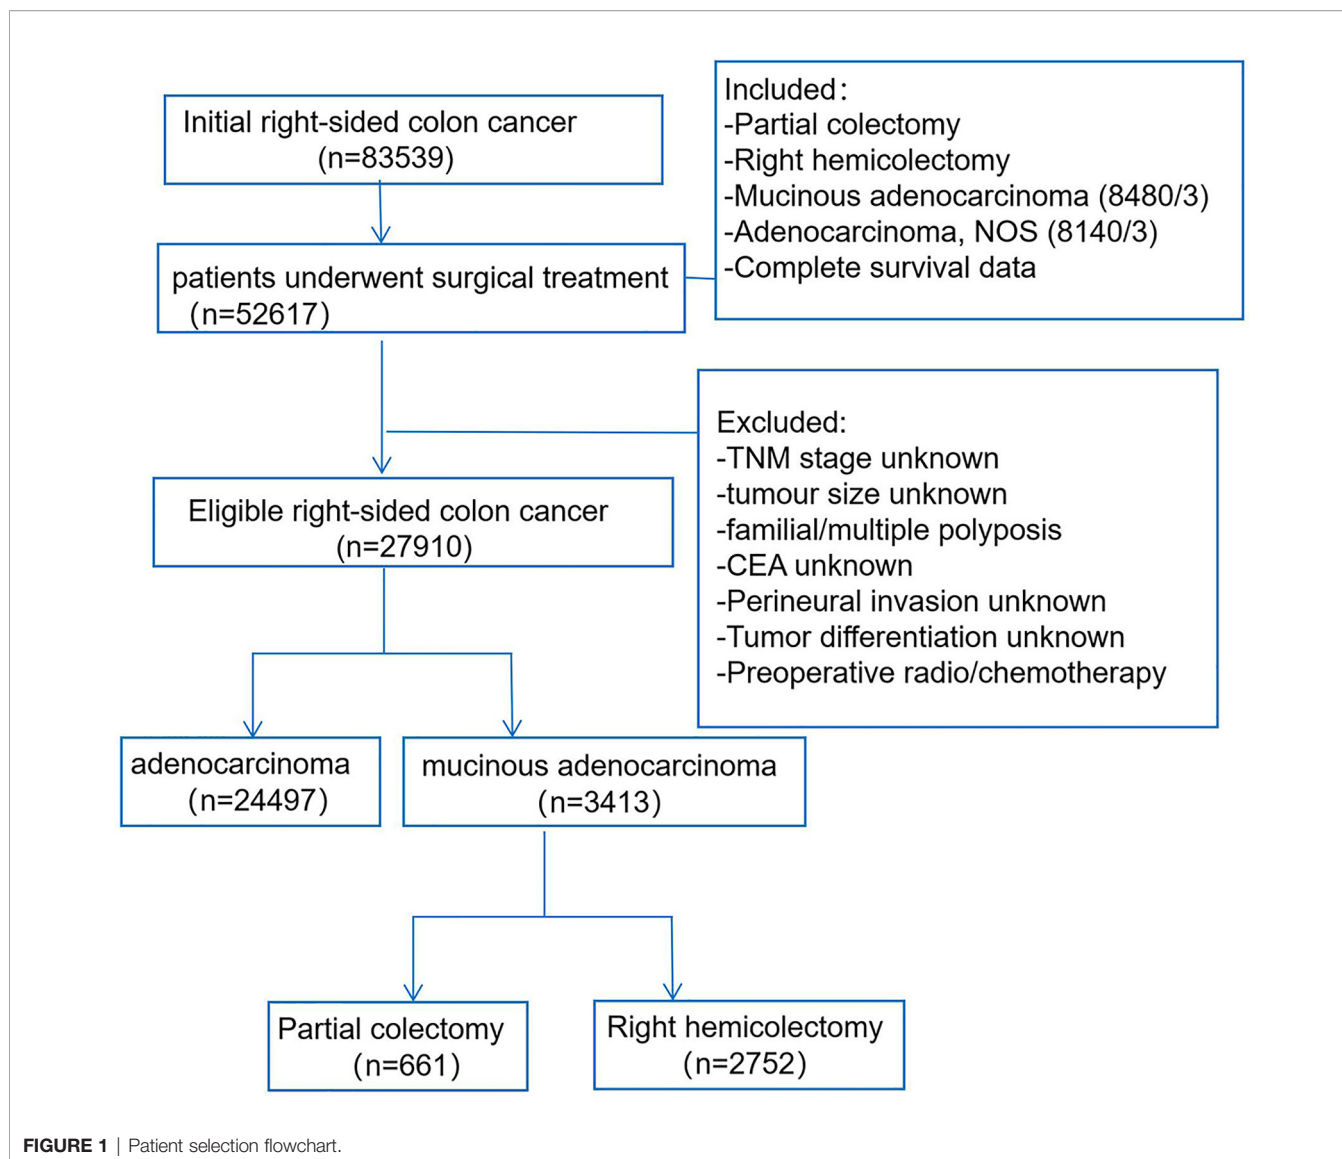 Initial right-sided colon cancer
(n=83539)
Included:
-Partial colectomy
-Right hemicolectomy
-Mucinous adenocarcinoma (8480/3)
-Adenocarcinoma, NOS (8140/3)
-Complete survival data
patients underwent surgical treatment
(n=52617)
Excluded:
-TNM stage unknown
-tumour size unknown
-familial/multiple polyposis
-CEA unknown
-Perineural invasion unknown
-Tumor differentiation unknown
-Preoperative radio/chemotherapy
Eligible right-sided colon cancer
(n=27910)
adenocarcinoma
(n=24497)
mucinous adenocarcinoma
(n=3413)
Partial colectomy
(n=661)
Right hemicolectomy
(n=2752)
FIGURE 1 | Patient selection flowchart.